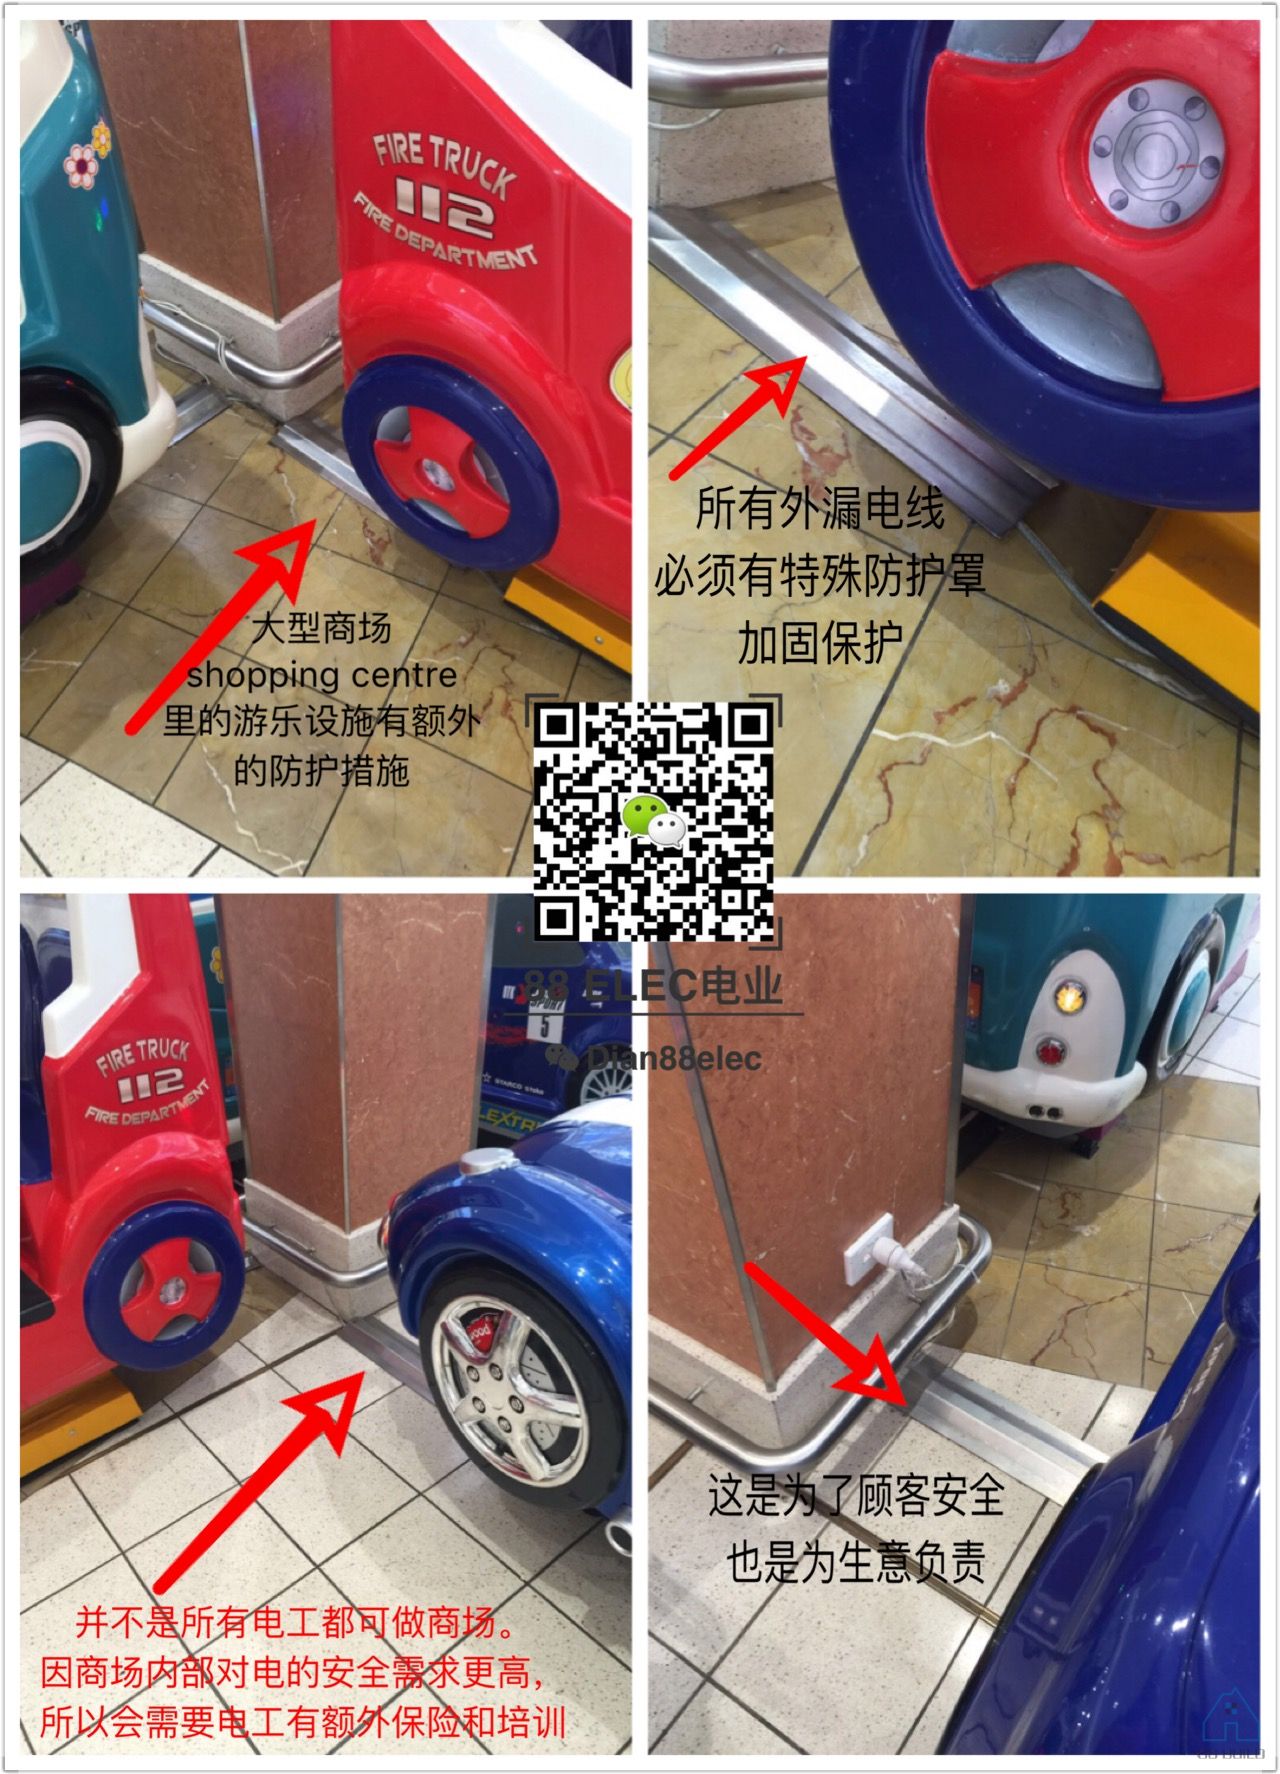 FIRE TRUCK
112
FIRE DEPARTMENT
大型商场
shopping centre
里的游乐设施有额外
的防护措施
所有外漏电线
必须有特殊防护罩
加固保护
88 ELEC电业
Dian88elec
FIRE TRUCK
112
FIRE DEPARTMENT
SPORT
5
并不是所有电工都可做商场。
因商场内部对电的安全需求更高,
所以会需要电工有额外保险和培训
这是为了顾客安全
也是为生意负责
GO BUILD